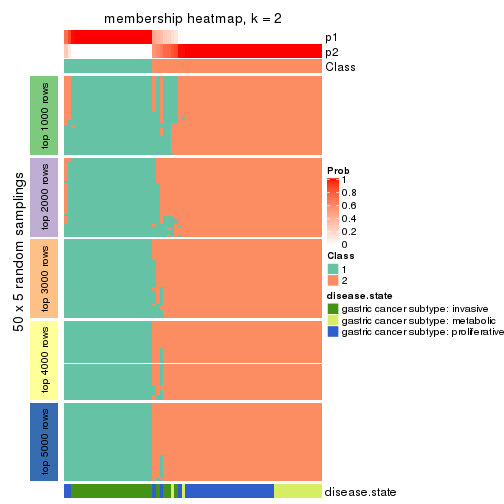 membership heatmap, k = 2
p1
p2
Class
50 x 5 random samplings
top 1000 rows
top 2000 rows
top 3000 rows
top 4000 rows
top 5000 rows
Prob
1
0.8
0.6
0.4
0.2
0
Class
1
2
disease.state
gastric cancer subtype: invasive
gastric cancer subtype: metabolic
gastric cancer subtype: proliferative
disease.state